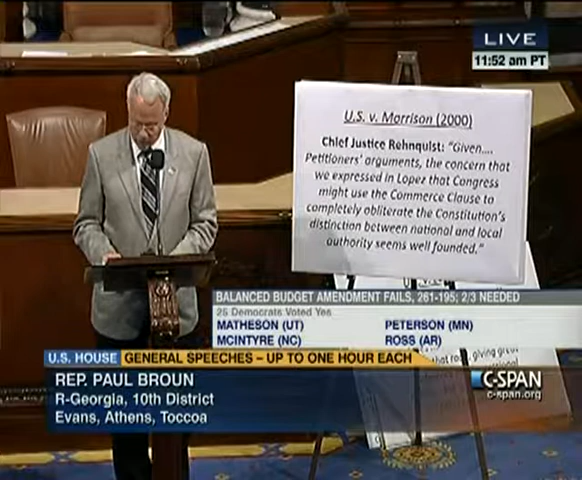 LIVE
11:52 am PT
U.S. v. Morrison (2000)
Chief Justice Rehnquist: "Given....
Petitioners' arguments, the concern that
we expressed in Lopez that Congress
might use the Commerce Clause to
completely obliterate the Constitution's
distinction between national and local
authority seems well founded."
BALANCED BUDGET AMENDMENT FAILS, 261-195; 2/3 NEEDED
25 Democrats Voted Yes
MATHESON (UT) PETERSON (MN)
MCINTYRE (NC) ROSS (AR)
that giving great
U.S. HOUSE GENERAL SPEECHES – UP TO ONE HOUR EACH
REP. PAUL BROUN
R-Georgia, 10th District
Evans, Athens, Toccoa
C-SPAN
c-span.org